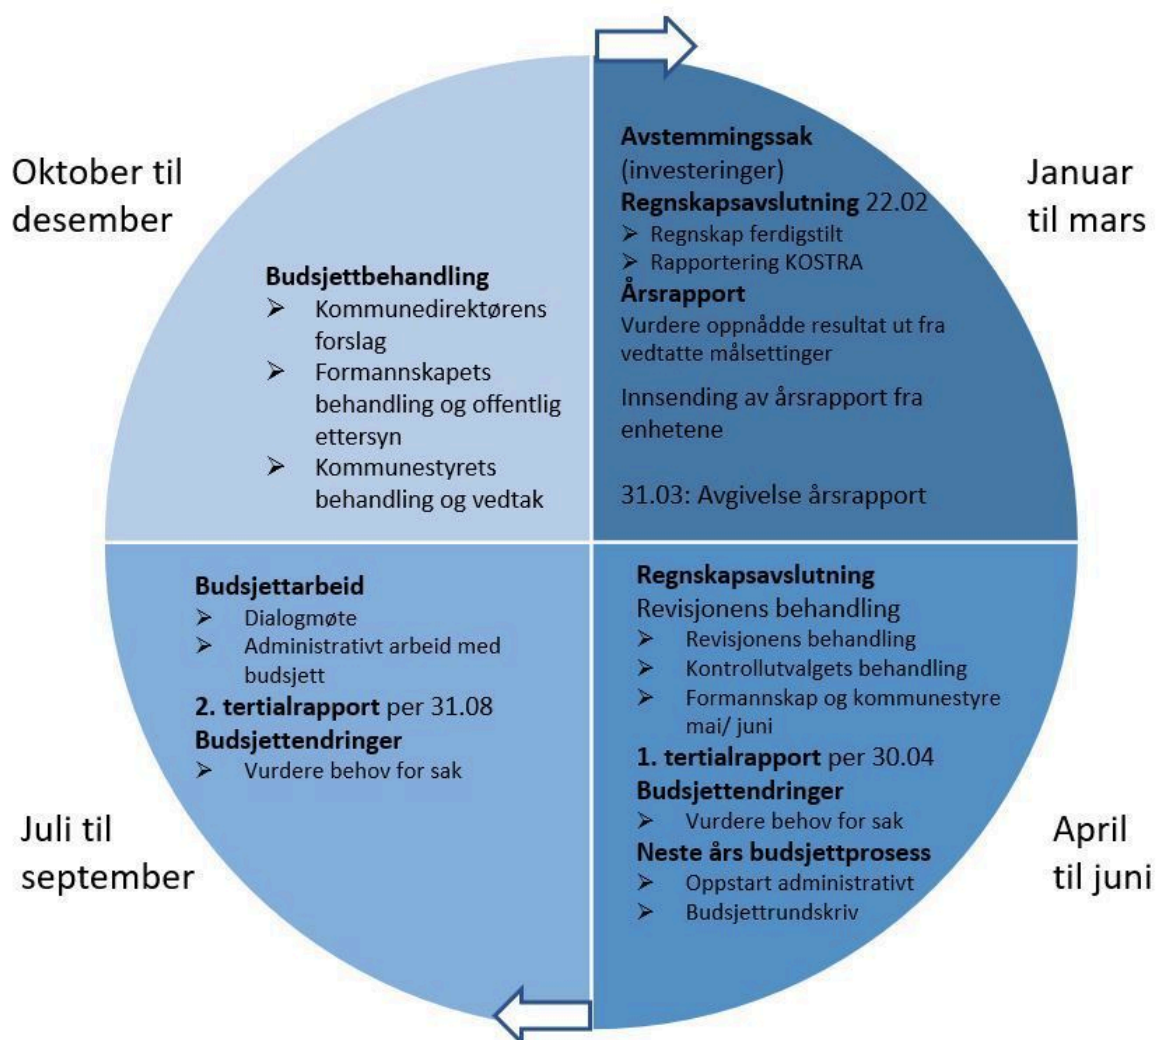 Oktober til
desember
Budsjettbehandling
➢ Kommunedirektørens
forslag
➢ Formannskapets
behandling og offentlig
ettersyn
➢ Kommunestyrets
behandling og vedtak
Avstemmingssak
(investeringer)
Regnskapsavslutning 22.02
➢ Regnskap ferdigstilt
➢ Rapportering KOSTRA
Årsrapport
Vurdere oppnådde resultat ut fra
vedtatte målsettinger
Innsending av årsrapport fra
enhetene
31.03: Avgivelse årsrapport
Januar
til mars
Juli til
september
Budsjettarbeid
➢ Dialogmøte
➢ Administrativt arbeid med
budsjett
2. tertialrapport per 31.08
Budsjettendringer
➢ Vurdere behov for sak
Regnskapsavslutning
Revisjonens behandling
➢ Revisjonens behandling
➢ Kontrollutvalgets behandling
➢ Formannskap og kommunestyre
mai/ juni
1. tertialrapport per 30.04
Budsjettendringer
➢ Vurdere behov for sak
Neste års budsjettprosess
➢ Oppstart administrativt
➢ Budsjettrundskriv
April
til juni